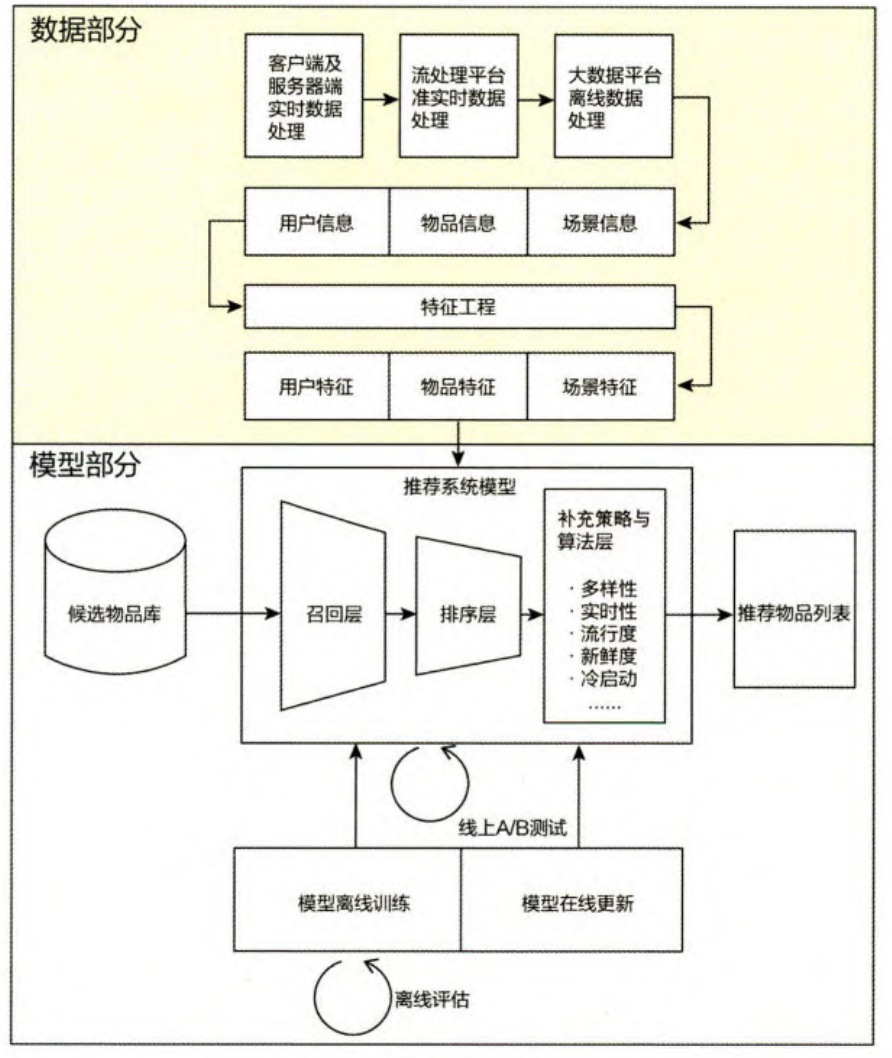 数据部分
客户端及
服务器端
实时数据
处理
流处理平台
准实时数据
处理
大数据平台
离线数据
处理
用户信息
物品信息
场景信息
特征工程
用户特征
物品特征
场景特征
模型部分
推荐系统模型
候选物品库
召回层
排序层
补充策略与
算法层
· 多样性
· 实时性
· 流行度
· 新鲜度
· 冷启动
……
推荐物品列表
线上A/B测试
模型离线训练
模型在线更新
离线评估